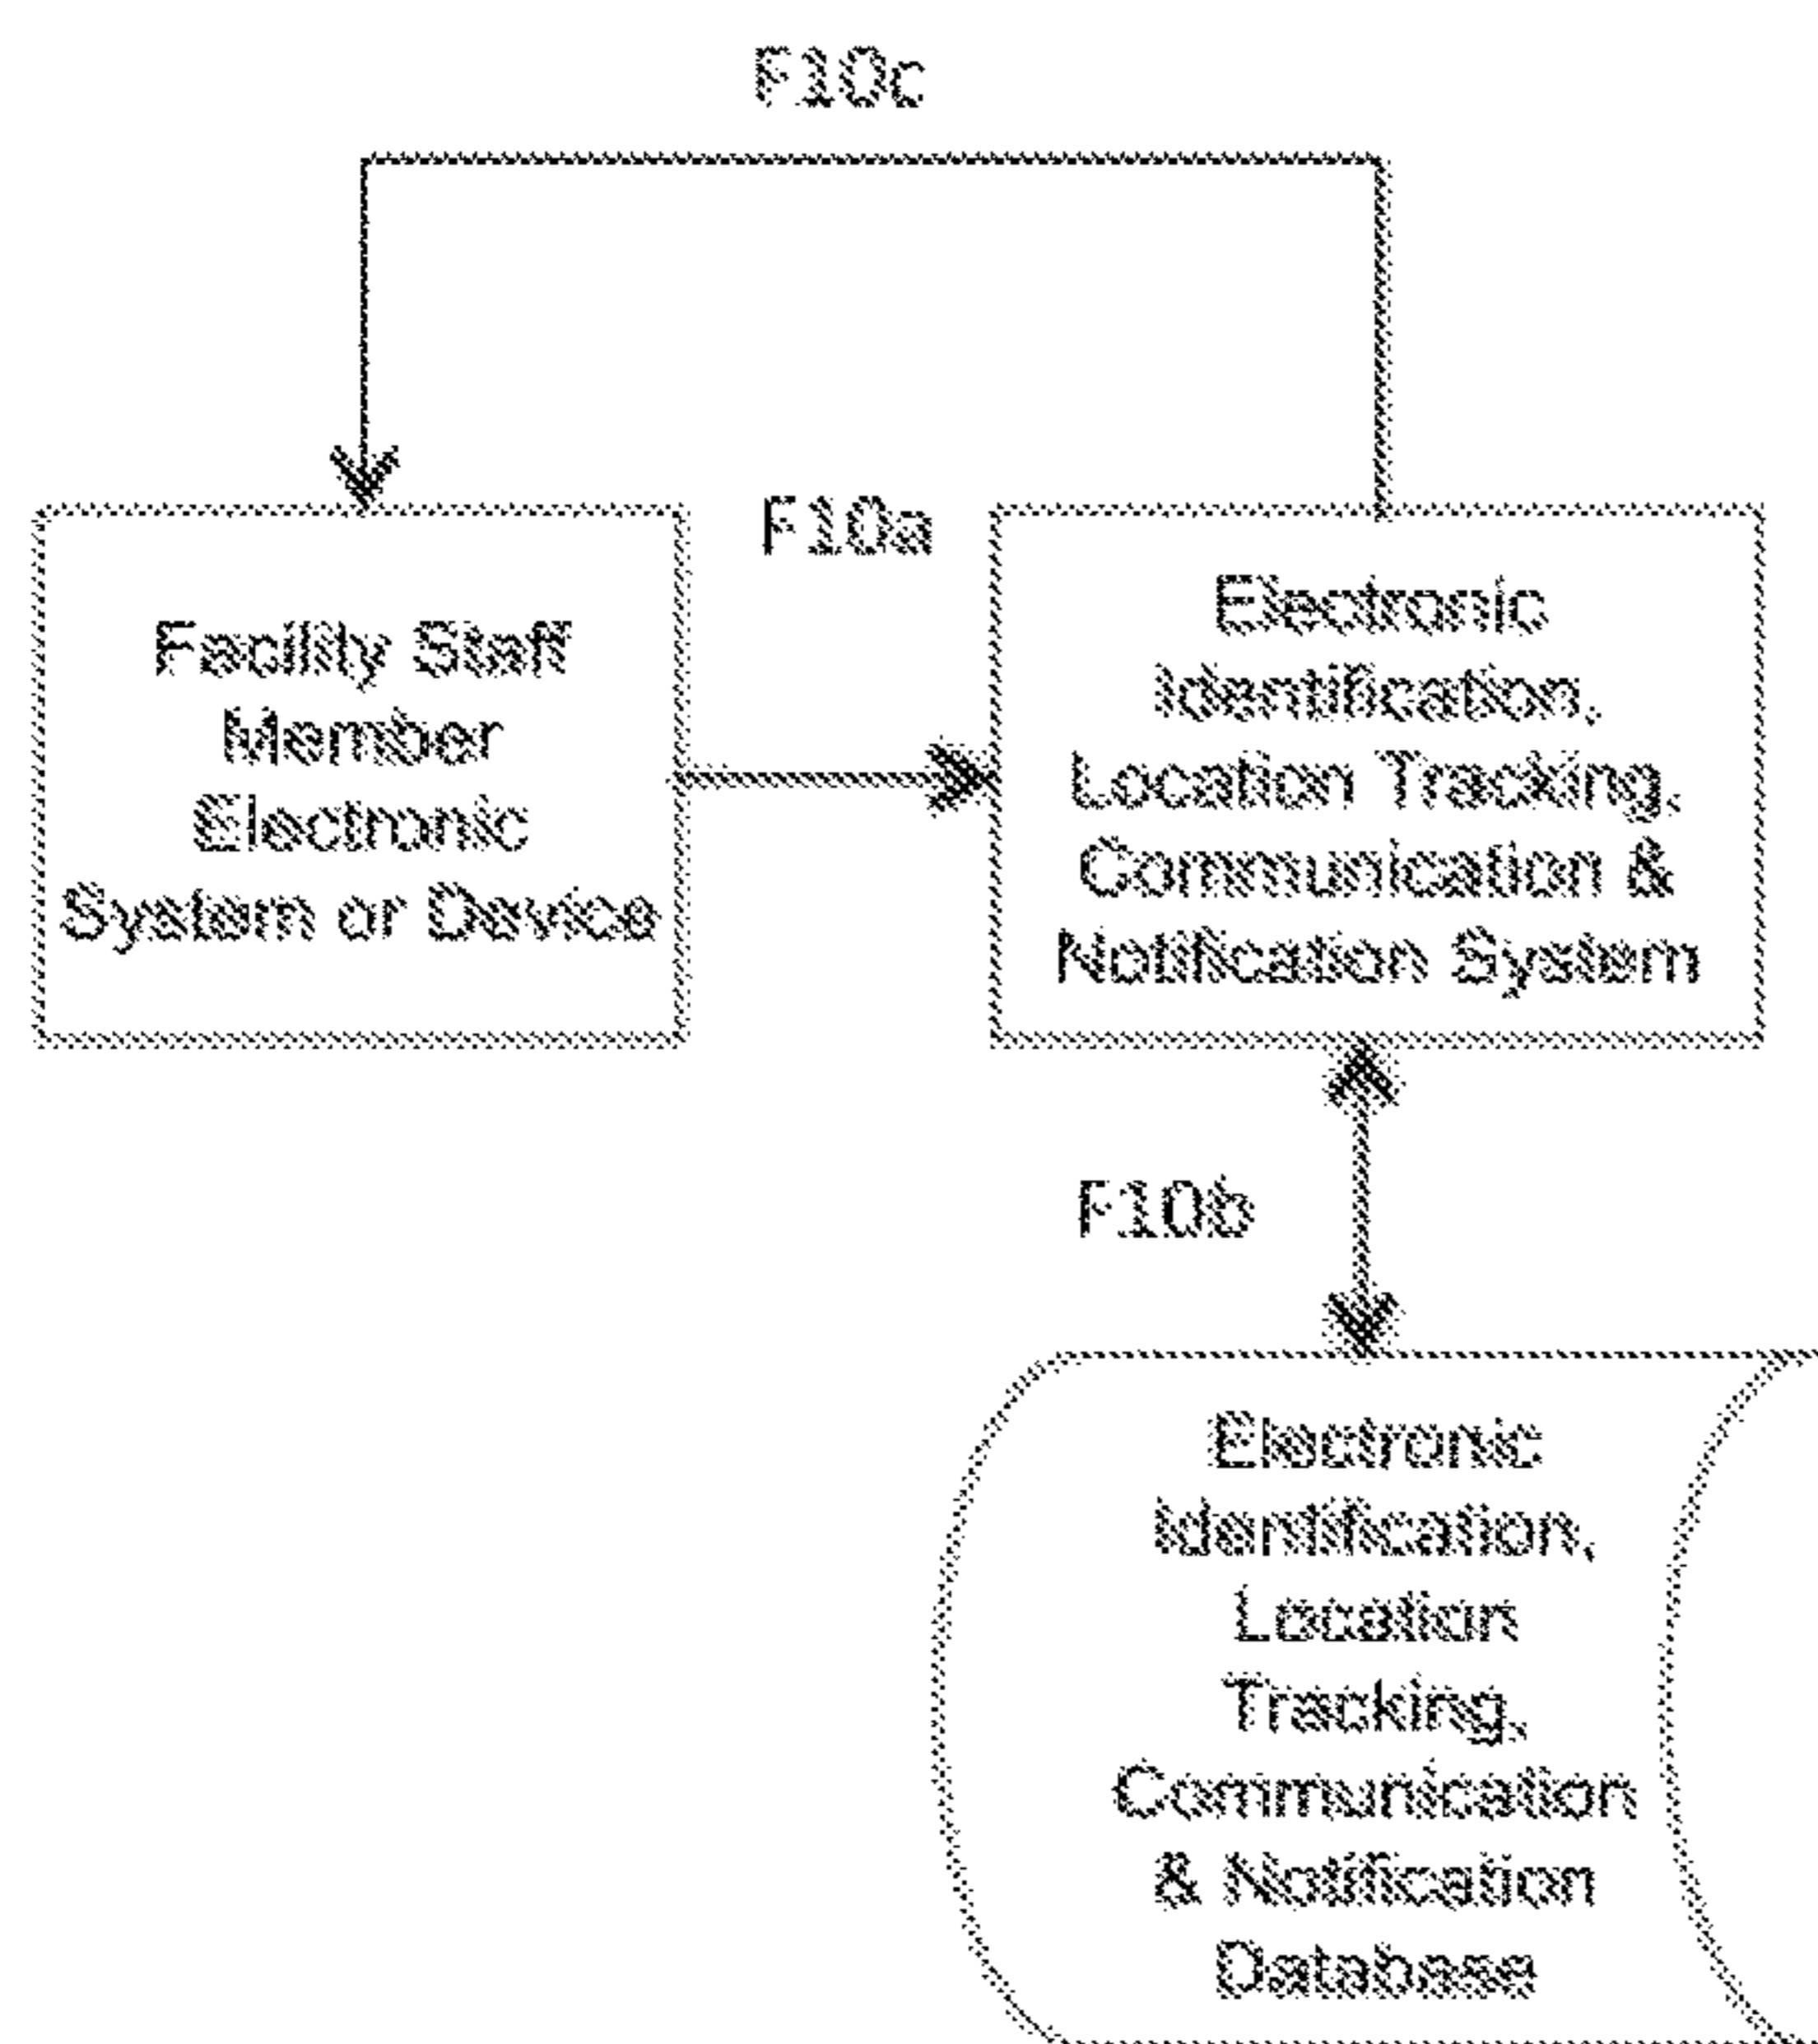 F10c
F10a
Facility Staff
Member
Electronic
System or Device
Electronic
Identification,
Location Tracking,
Communication &
Notification System
F10b
Electronic
Identification,
Location
Tracking,
Communication
& Notification
Database